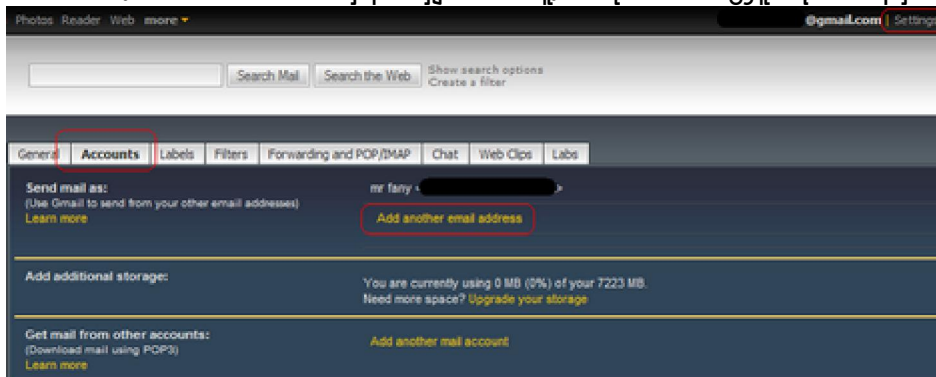 Photos Reader Web more ▾
@gmail.com | Settings
Search Mail Search the Web Show search options
Create a filter
General Accounts Labels Filters Forwarding and POP/IMAP Chat Web Clips Labs
Send mail as: mr fany <
(Use Gmail to send from your other email addresses)
Learn more Add another email address
Add additional storage: You are currently using 0 MB (0%) of your 7223 MB.
Need more space? Upgrade your storage
Get mail from other accounts: Add another mail account
(Download mail using POP3)
Learn more